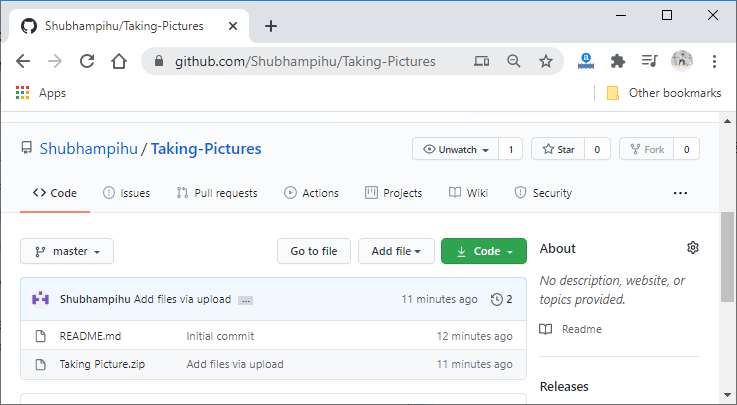 Shubhampihu/Taking-Pictures
github.com/Shubhampihu/Taking-Pictures
Apps Other bookmarks
Shubhampihu / Taking-Pictures Unwatch 1 Star 0 Fork 0
Code Issues Pull requests Actions Projects Wiki Security ...
master Go to file Add file Code About
No description, website, or
topics provided.
Shubhampihu Add files via upload ... 11 minutes ago 2
README.md Initial commit 12 minutes ago Readme
Taking Picture.zip Add files via upload 11 minutes ago
Releases